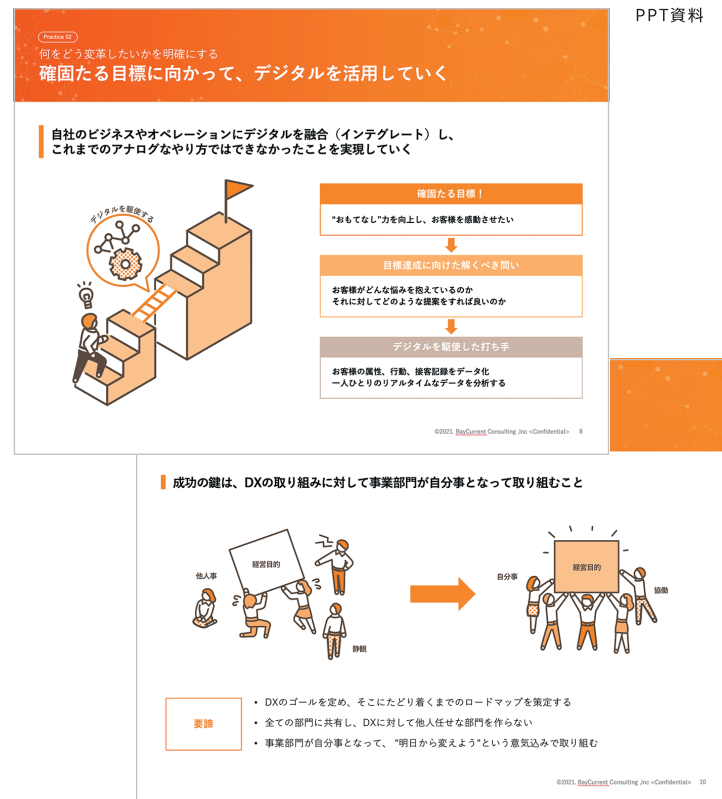 PPT資料
Practice 02
何をどう変革したいかを明確にする
確固たる目標に向かって、デジタルを活用していく
自社のビジネスやオペレーションにデジタルを融合（インテグレート）し、
これまでのアナログなやり方ではできなかったことを実現していく
デジタルを駆使する
確固たる目標！
“おもてなし”力を向上し、お客様を感動させたい
目標達成に向けた解くべき問い
お客様がどんな悩みを抱えているのか
それに対してどのような提案をすれば良いのか
デジタルを駆使した打ち手
お客様の属性、行動、接客記録をデータ化
一人ひとりのリアルタイムなデータを分析する
©2021. BayCurrent Consulting ,Inc <Confidential> 8
成功の鍵は、DXの取り組みに対して事業部門が自分事となって取り組むこと
他人事
経営目的
静観
自分事
経営目的
協働
要諦
• DXのゴールを定め、そこにたどり着くまでのロードマップを策定する
• 全ての部門に共有し、DXに対して他人任せな部門を作らない
• 事業部門が自分事となって、 “明日から変えよう“という意気込みで取り組む
©2021. BayCurrent Consulting ,Inc <Confidential> 10